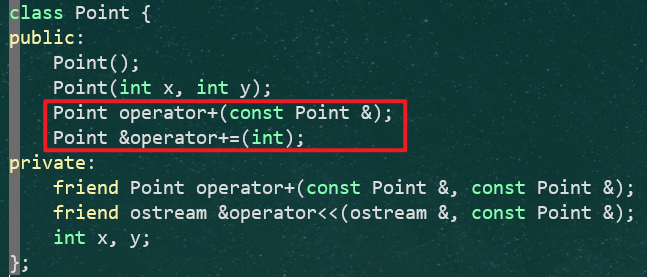 class Point {
public:
    Point();
    Point(int x, int y);
    Point operator+(const Point &);
    Point &operator+=(int);
private:
    friend Point operator+(const Point &, const Point &);
    friend ostream &operator<<(ostream &, const Point &);
    int x, y;
};